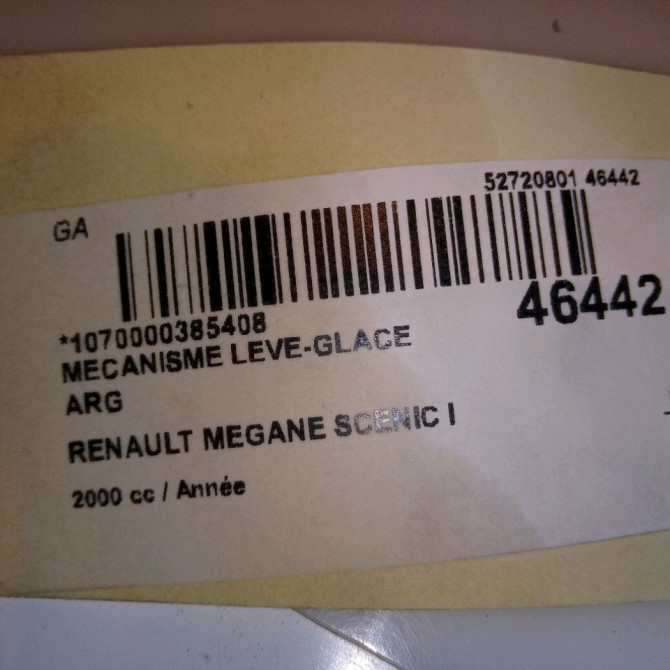 52720801 46442
GA
46442
*1070000385408
MECANISME LEVE-GLACE
ARG
RENAULT MEGANE SCENIC I
2000 cc / Année